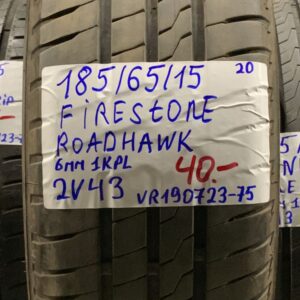 185/65/15 20
FiRESTONE
ROADHAWK
6mm 1KPL 40.-
2V43 VR190723-75